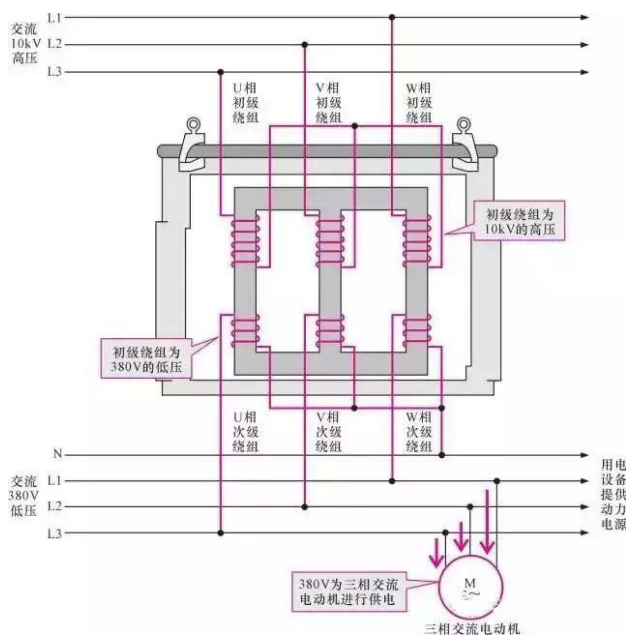 交流
10kV
高压
L1
L2
L3
U相
初级
绕组
V相
初级
绕组
W相
初级
绕组
初级绕组为
10kV的高压
初级绕组为
380V的低压
U相
次级
绕组
V相
次级
绕组
W相
次级
绕组
N
交流
380V
低压
L1
L2
L3
用电
设备
提供
动力
电源
380V为三相交流
电动机进行供电
M
3~
三相交流电动机